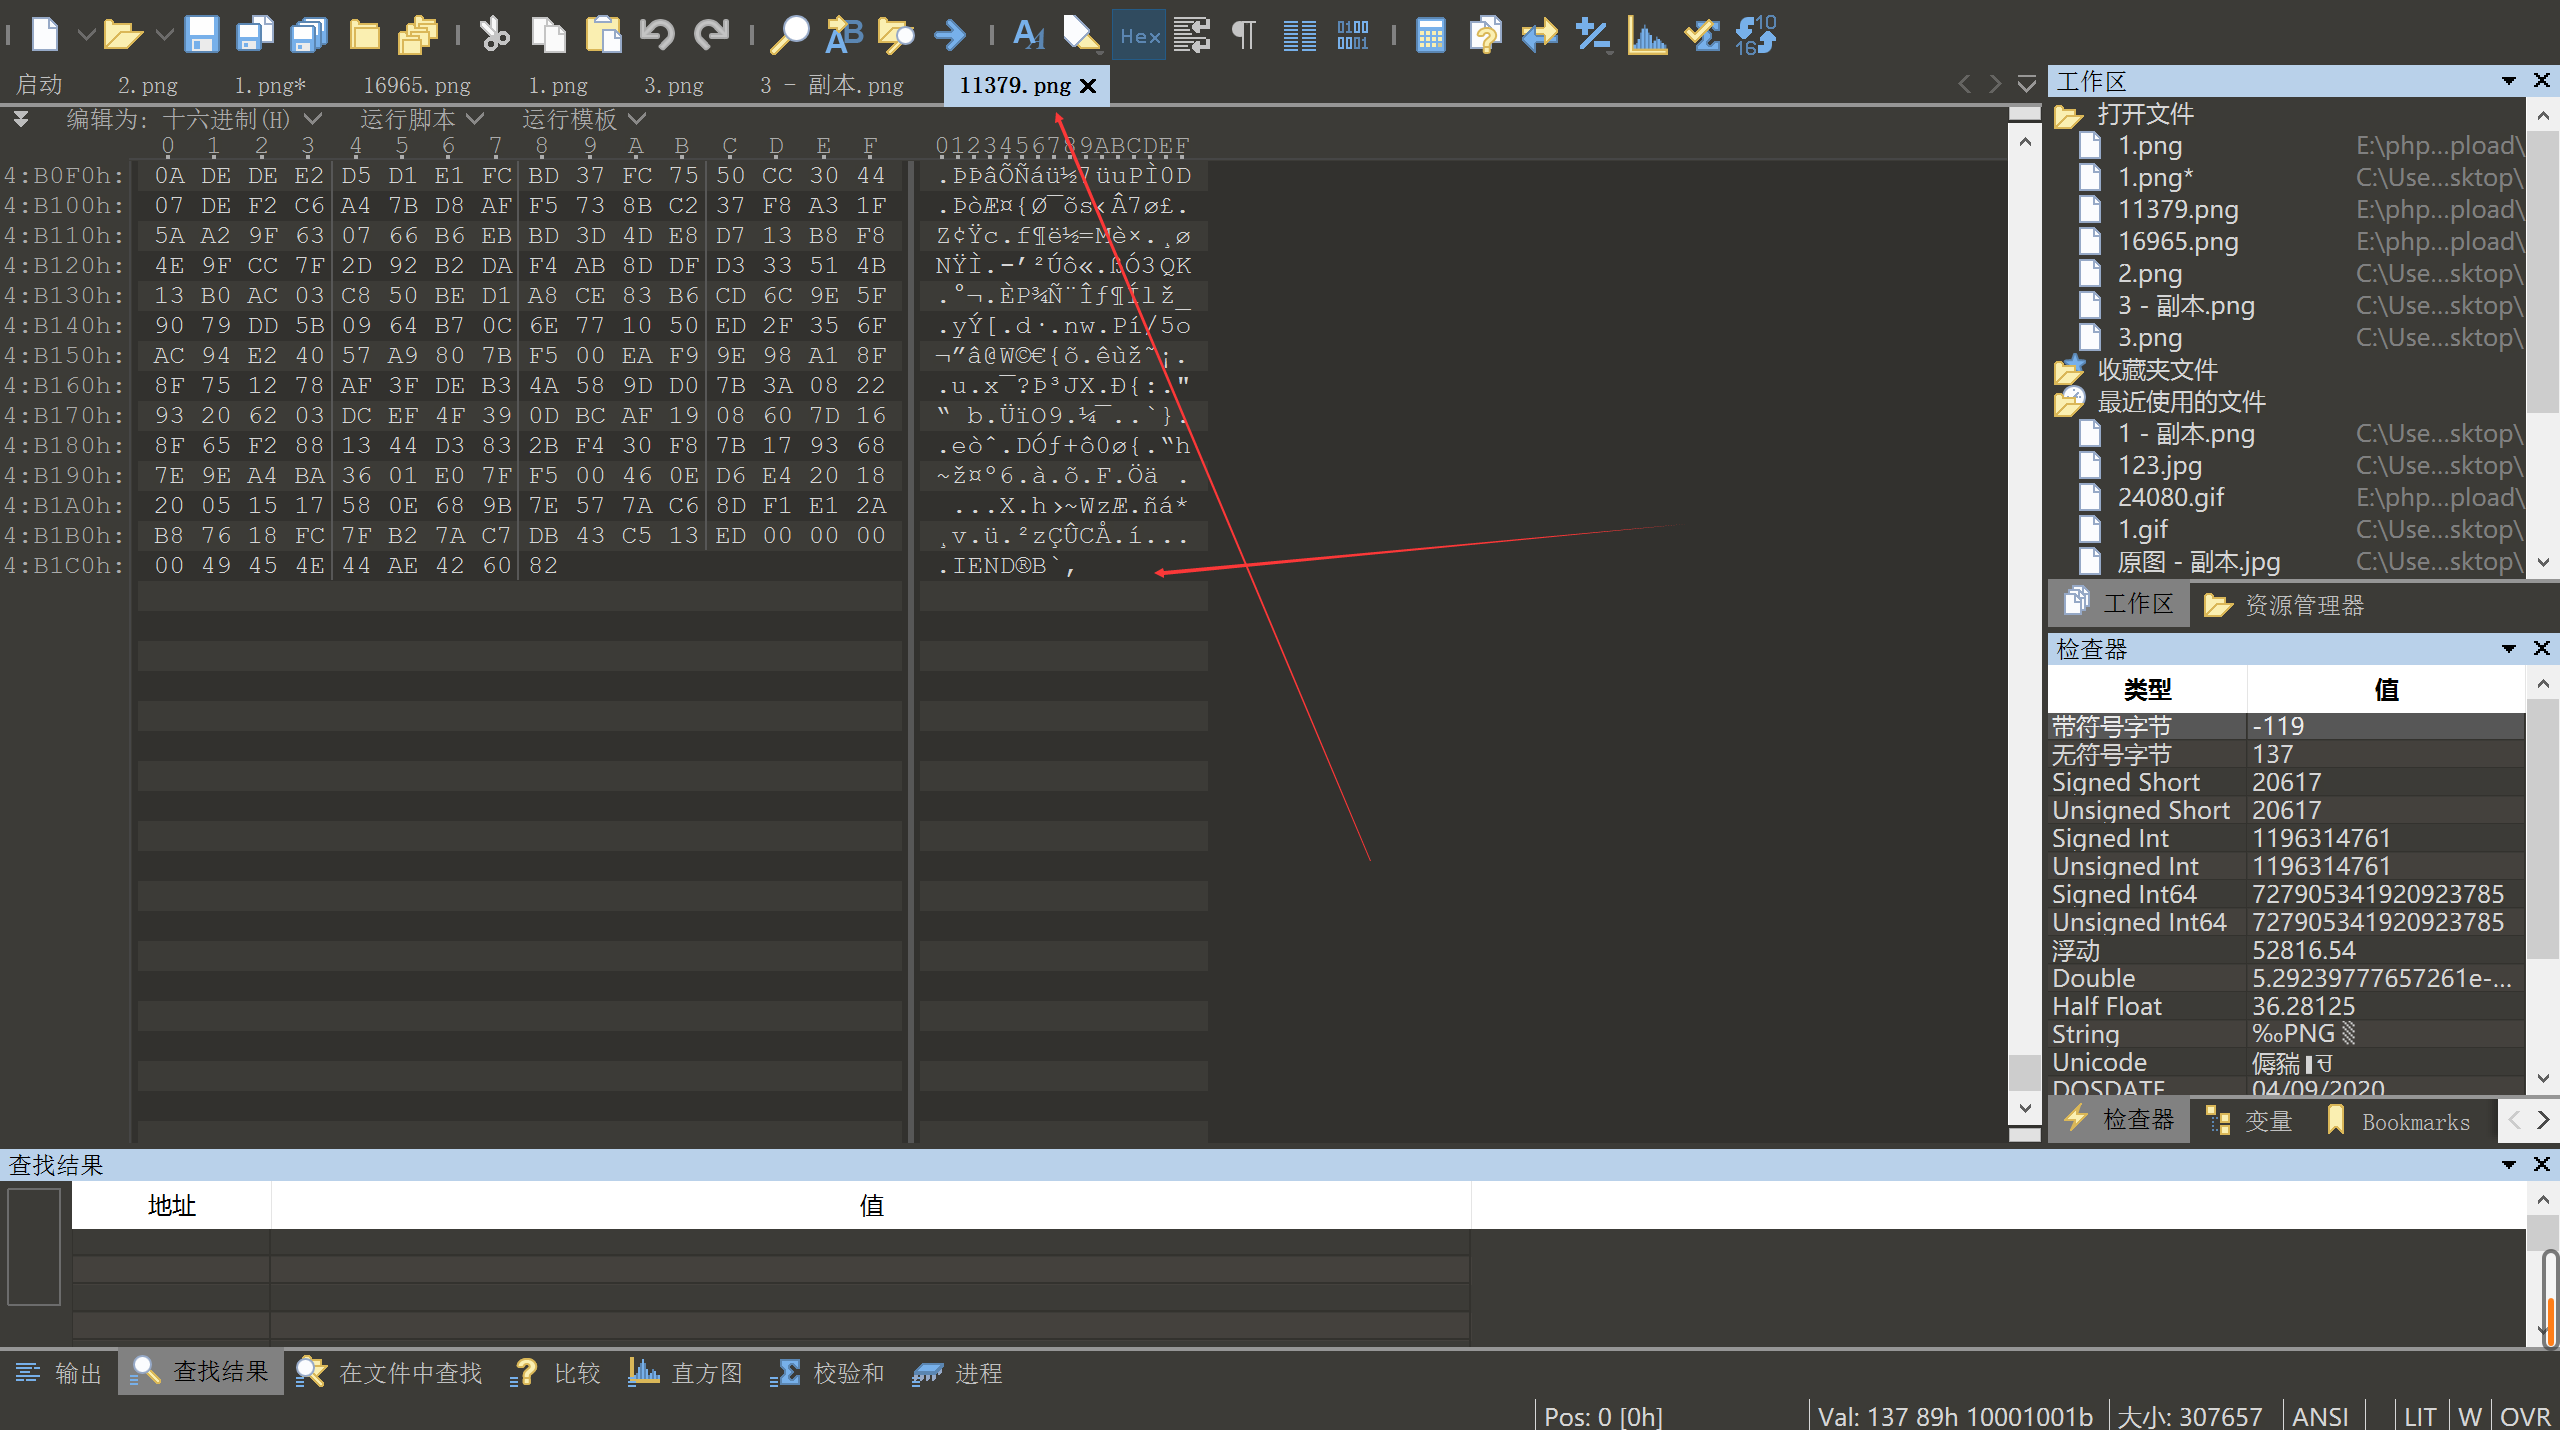 Hex
启动 2.png 1.png* 16965.png 1.png 3.png 3 - 副本.png 11379.png
编辑为: 十六进制(H) 运行脚本 运行模板
0 1 2 3 4 5 6 7 8 9 A B C D E F 0123456789ABCDEF
4:B0F0h: 0A DE DE E2 D5 D1 E1 FC BD 37 FC 75 50 CC 30 44 .ÞÞâÕÑáü½7üuPÌ0D
4:B100h: 07 DE F2 C6 A4 7B D8 AF F5 73 8B C2 37 F8 A3 1F .ÞòÆ¤{Ø¯õs‹Â7ø£.
4:B110h: 5A A2 9F 63 07 66 B6 EB BD 3D 4D E8 D7 13 B8 F8 Z¢Ÿc.f¶ë½=Mè×.¸ø
4:B120h: 4E 9F CC 7F 2D 92 B2 DA F4 AB 8D DF D3 33 51 4B NŸÌ.-’²Úô«.ßÓ3QK
4:B130h: 13 B0 AC 03 C8 50 BE D1 A8 CE 83 B6 CD 6C 9E 5F .°¬.ÈP¾Ñ¨Îƒ¶Ílž_
4:B140h: 90 79 DD 5B 09 64 B7 0C 6E 77 10 50 ED 2F 35 6F .yÝ[.d·.nw.Pí/5o
4:B150h: AC 94 E2 40 57 A9 80 7B F5 00 EA F9 9E 98 A1 8F ¬”â@W©€{õ.êùž˜¡.
4:B160h: 8F 75 12 78 AF 3F DE B3 4A 58 9D D0 7B 3A 08 22 .u.x¯?Þ³JX.Ð{:."
4:B170h: 93 20 62 03 DC EF 4F 39 0D BC AF 19 08 60 7D 16 “ b.ÜïO9.¼¯..`}.
4:B180h: 8F 65 F2 88 13 44 D3 83 2B F4 30 F8 7B 17 93 68 .eòˆ.DÓƒ+ô0ø{.“h
4:B190h: 7E 9E A4 BA 36 01 E0 7F F5 00 46 0E D6 E4 20 18 ~ž¤º6.à.õ.F.Öä .
4:B1A0h: 20 05 15 17 58 0E 68 9B 7E 57 7A C6 8D F1 E1 2A  ...X.h›~WzÆ.ñá*
4:B1B0h: B8 76 18 FC 7F B2 7A C7 DB 43 C5 13 ED 00 00 00 ¸v.ü.²zÇÛCÅ.í...
4:B1C0h: 00 49 45 4E 44 AE 42 60 82 .IEND®B`‚
工作区
打开文件
1.png E:\php...pload\
1.png* C:\Use...sktop\
11379.png E:\php...pload\
16965.png E:\php...pload\
2.png C:\Use...sktop\
3 - 副本.png C:\Use...sktop\
3.png C:\Use...sktop\
收藏夹文件
最近使用的文件
1 - 副本.png C:\Use...sktop\
123.jpg C:\Use...sktop\
24080.gif E:\php...pload\
1.gif C:\Use...sktop\
原图 - 副本.jpg C:\Use...sktop\
工作区 资源管理器
检查器
类型 值
带符号字节 -119
无符号字节 137
Signed Short 20617
Unsigned Short 20617
Signed Int 1196314761
Unsigned Int 1196314761
Signed Int64 727905341920923785
Unsigned Int64 727905341920923785
浮动 52816.54
Double 5.29239777657261e-...
Half Float 36.28125
String ‰PNG
Unicode
DOSDATE 04/09/2020
检查器 变量 Bookmarks
查找结果
地址 值
输出 查找结果 在文件中查找 比较 直方图 校验和 进程
Pos: 0 [0h] Val: 137 89h 10001001b 大小: 307657 ANSI LIT W OVR